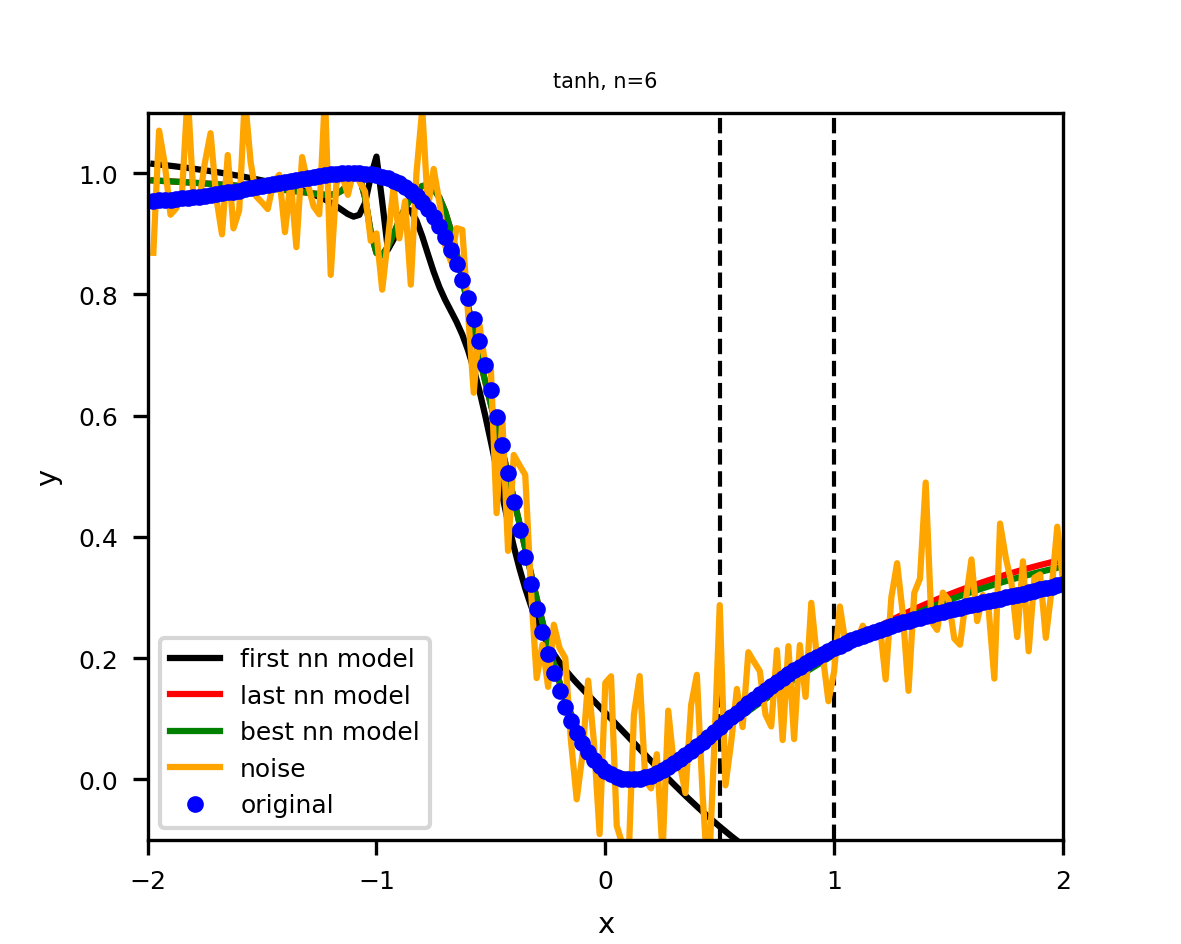 tanh, n=6
1.0
0.8
0.6
0.4
0.2
0.0
y
first nn model
last nn model
best nn model
noise
original
−2
−1
0
1
2
x